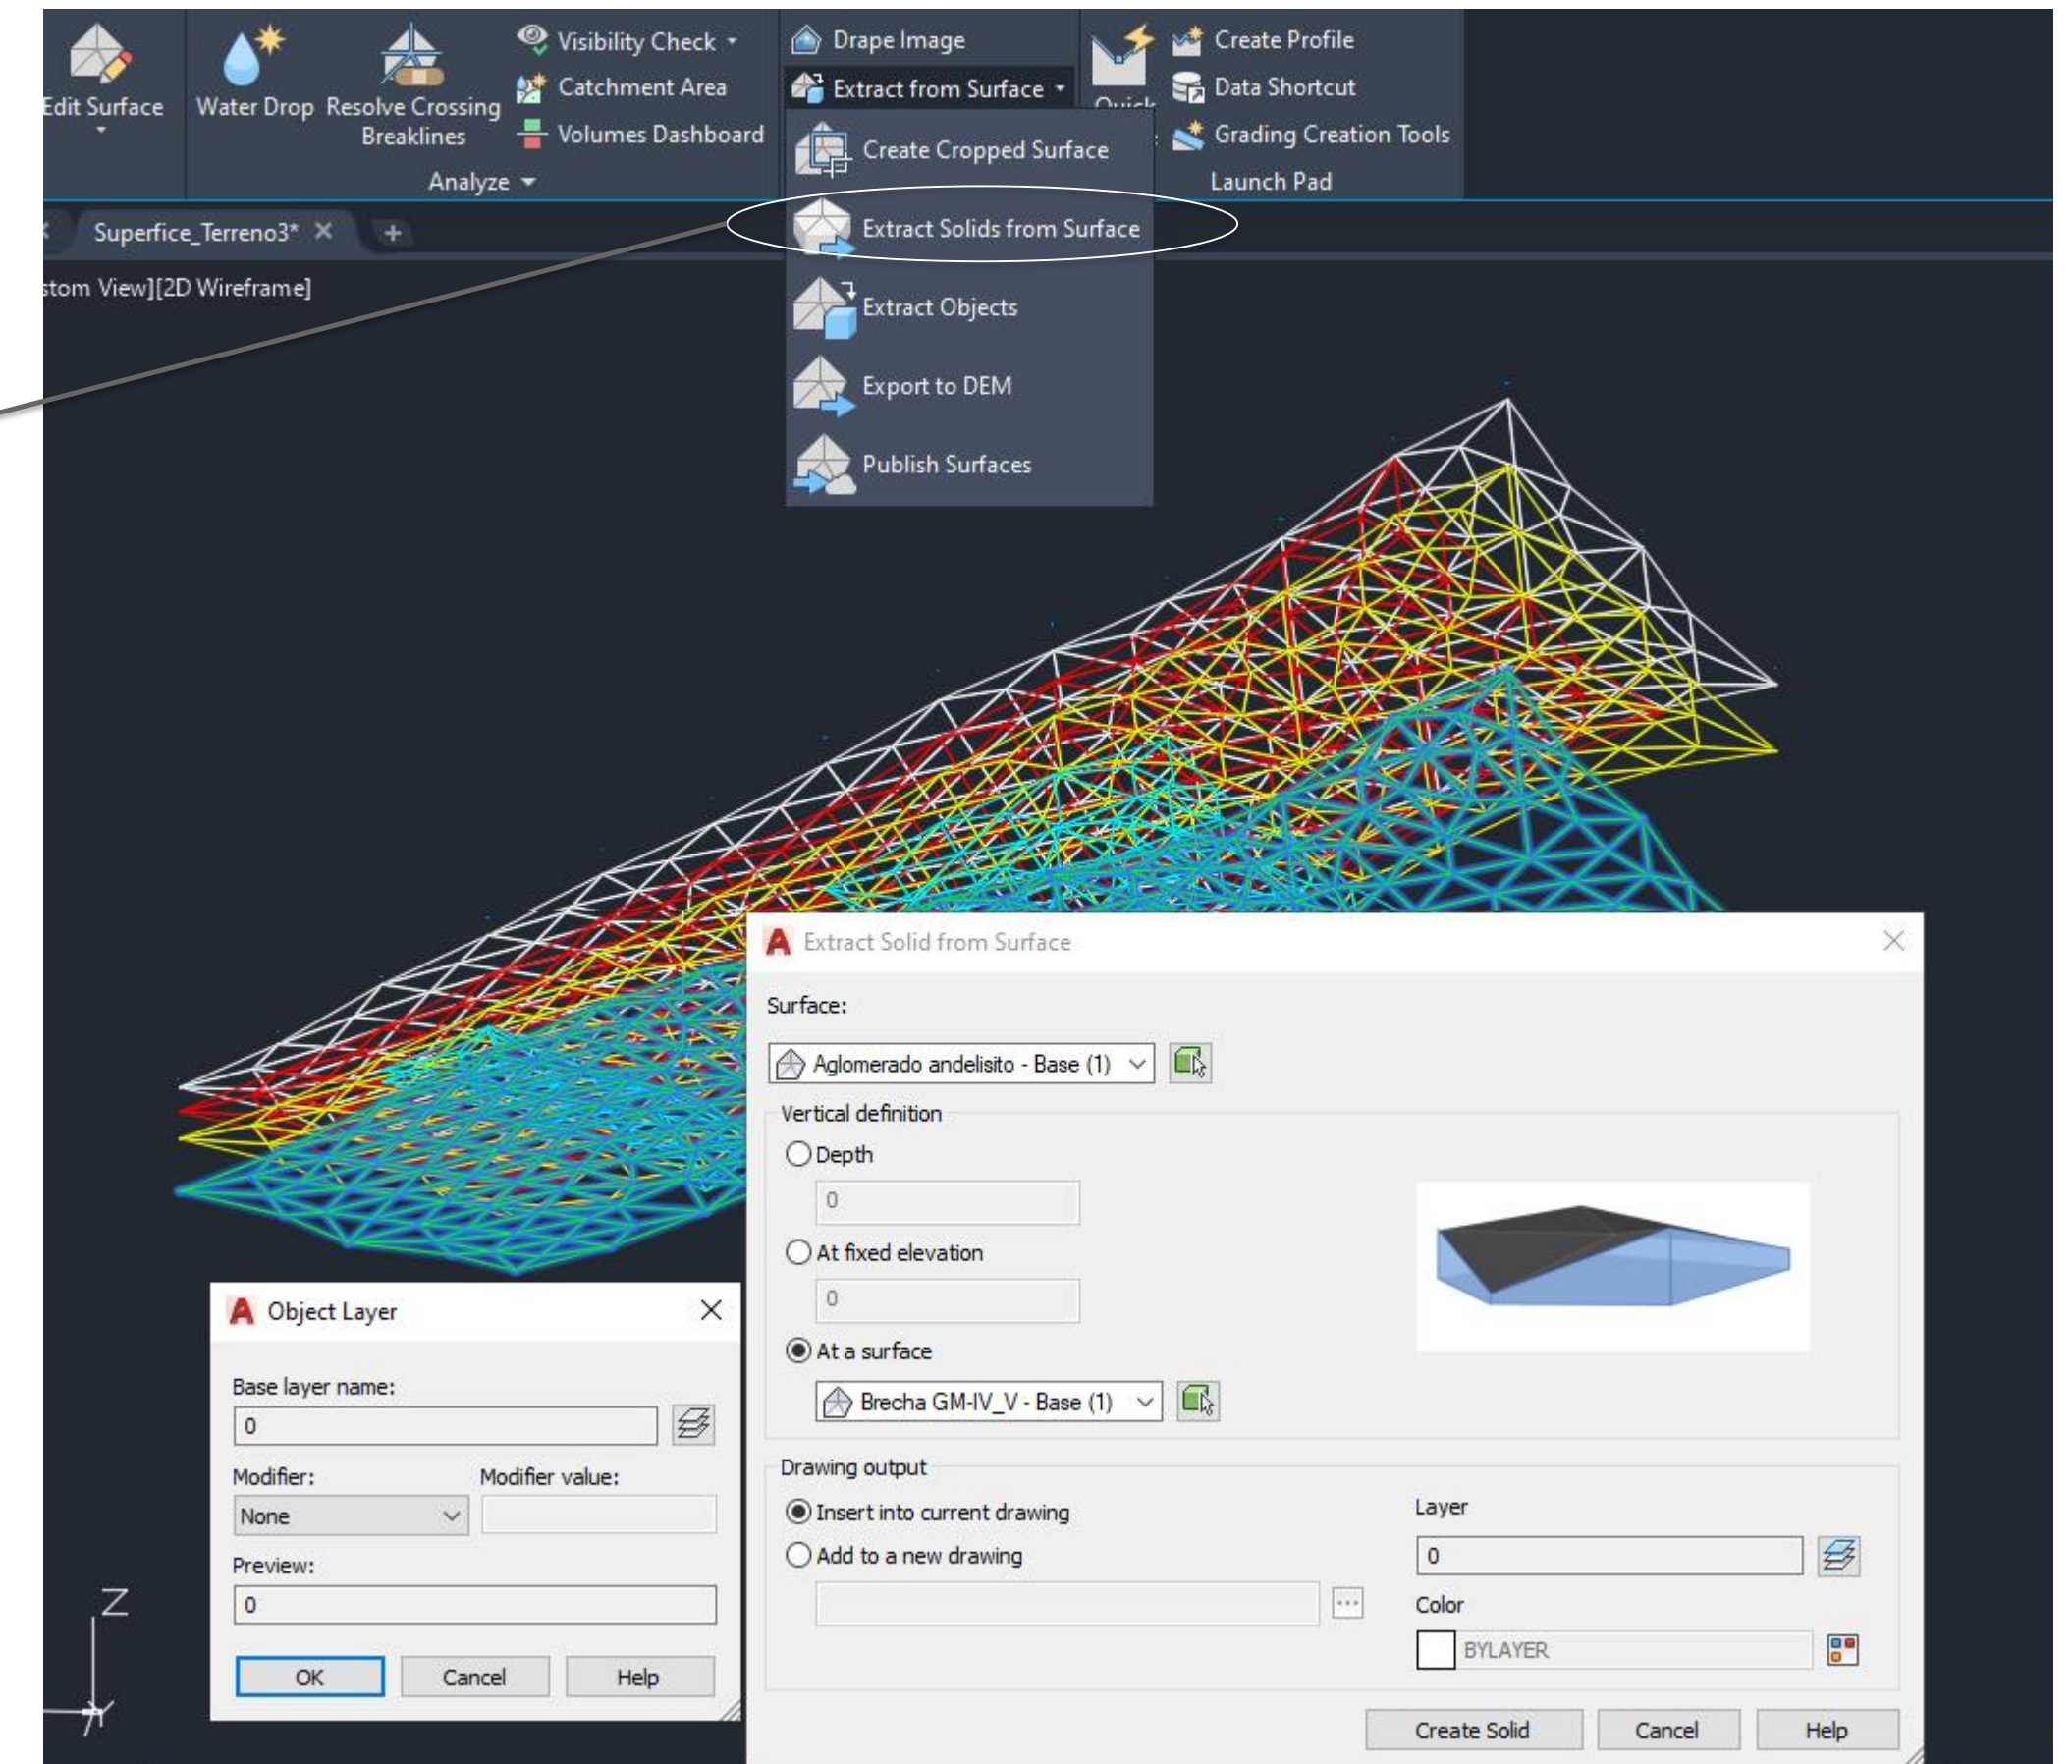 Edit Surface
Water Drop
Resolve Crossing
Breaklines
Visibility Check
Catchment Area
Volumes Dashboard
Analyze
Drape Image
Extract from Surface
Create Cropped Surface
Extract Solids from Surface
Extract Objects
Export to DEM
Publish Surfaces
Quick
Create Profile
Data Shortcut
Grading Creation Tools
Launch Pad
Superfice_Terreno3*
stom View][2D Wireframe]
Z
Y
A Object Layer
Base layer name:
0
Modifier: Modifier value:
None
Preview:
0
OK Cancel Help
A Extract Solid from Surface
Surface:
Aglomerado andelisito - Base (1)
Vertical definition
Depth
0
At fixed elevation
0
At a surface
Brecha GM-IV_V - Base (1)
Drawing output
Insert into current drawing
Add to a new drawing
...
Layer
0
Color
BYLAYER
Create Solid Cancel Help